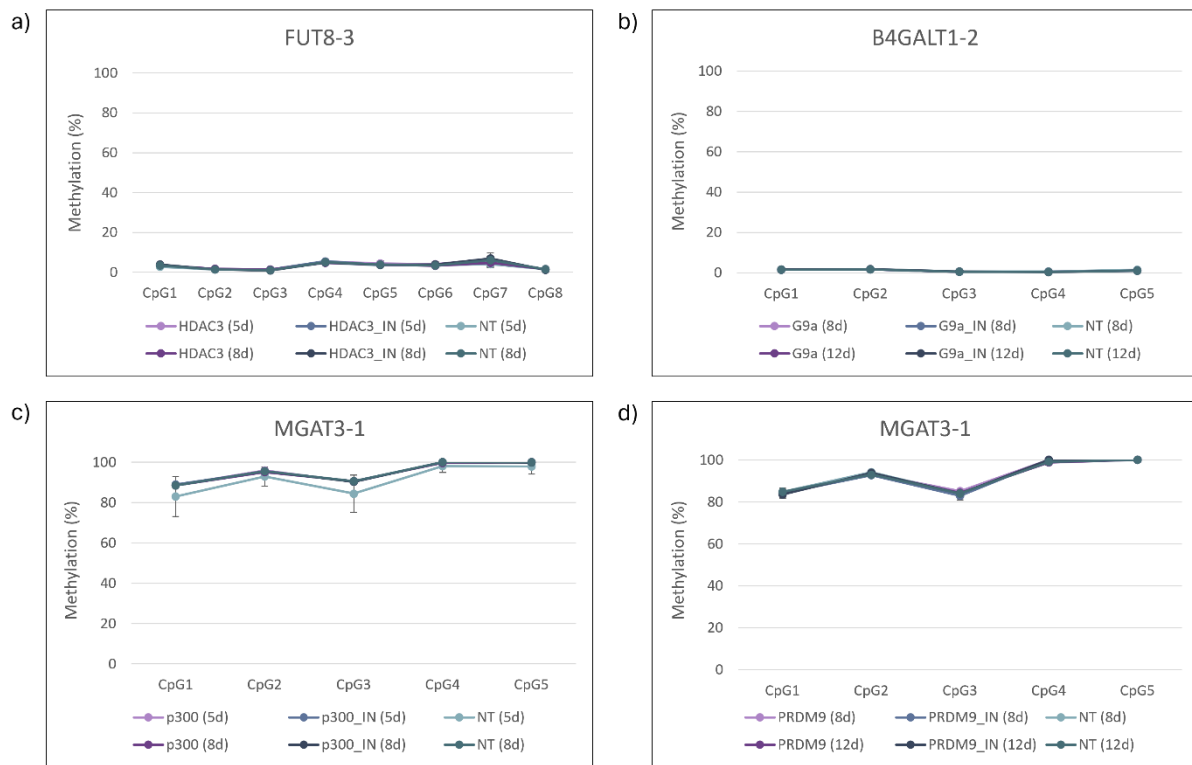 a)
FUT8-3
Methylation (%)
100
80
60
40
20
0
CpG1 CpG2 CpG3 CpG4 CpG5 CpG6 CpG7 CpG8
HDAC3 (5d) HDAC3_IN (5d) NT (5d)
HDAC3 (8d) HDAC3_IN (8d) NT (8d)
b)
B4GALT1-2
Methylation (%)
100
80
60
40
20
0
CpG1 CpG2 CpG3 CpG4 CpG5
G9a (8d) G9a_IN (8d) NT (8d)
G9a (12d) G9a_IN (12d) NT (12d)
c)
MGAT3-1
Methylation (%)
100
80
60
40
20
0
CpG1 CpG2 CpG3 CpG4 CpG5
p300 (5d) p300_IN (5d) NT (5d)
p300 (8d) p300_IN (8d) NT (8d)
d)
MGAT3-1
Methylation (%)
100
80
60
40
20
0
CpG1 CpG2 CpG3 CpG4 CpG5
PRDM9 (8d) PRDM9_IN (8d) NT (8d)
PRDM9 (12d) PRDM9_IN (12d) NT (12d)